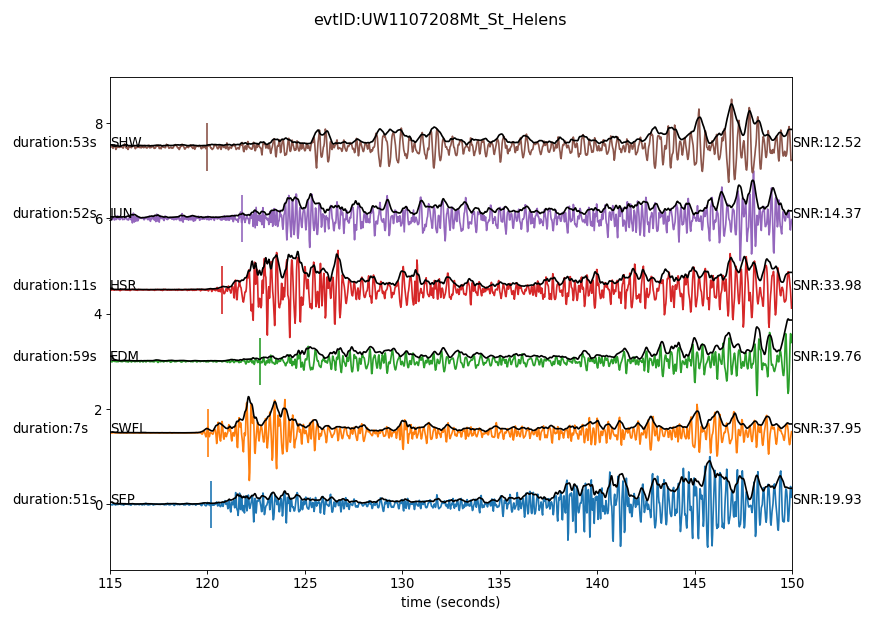 evtID:UW1107208Mt_St_Helens
8
duration:53s SHW SNR:12.52
duration:52s JUN SNR:14.37
6
duration:11s HSR SNR:33.98
4
duration:59s EDM SNR:19.76
2
duration:7s SWFL SNR:37.95
duration:51s SEP SNR:19.93
0
115 120 125 130 135 140 145 150
time (seconds)